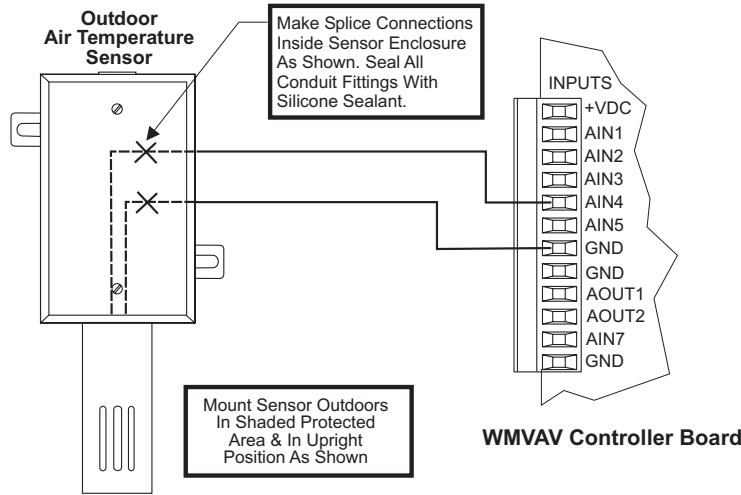 Outdoor
Air Temperature
Sensor
Make Splice Connections
Inside Sensor Enclosure
As Shown. Seal All
Conduit Fittings With
Silicone Sealant.
INPUTS
+VDC
AIN1
AIN2
AIN3
AIN4
AIN5
GND
GND
AOUT1
AOUT2
AIN7
GND
Mount Sensor Outdoors
In Shaded Protected
Area & In Upright
Position As Shown
WMVAV Controller Board